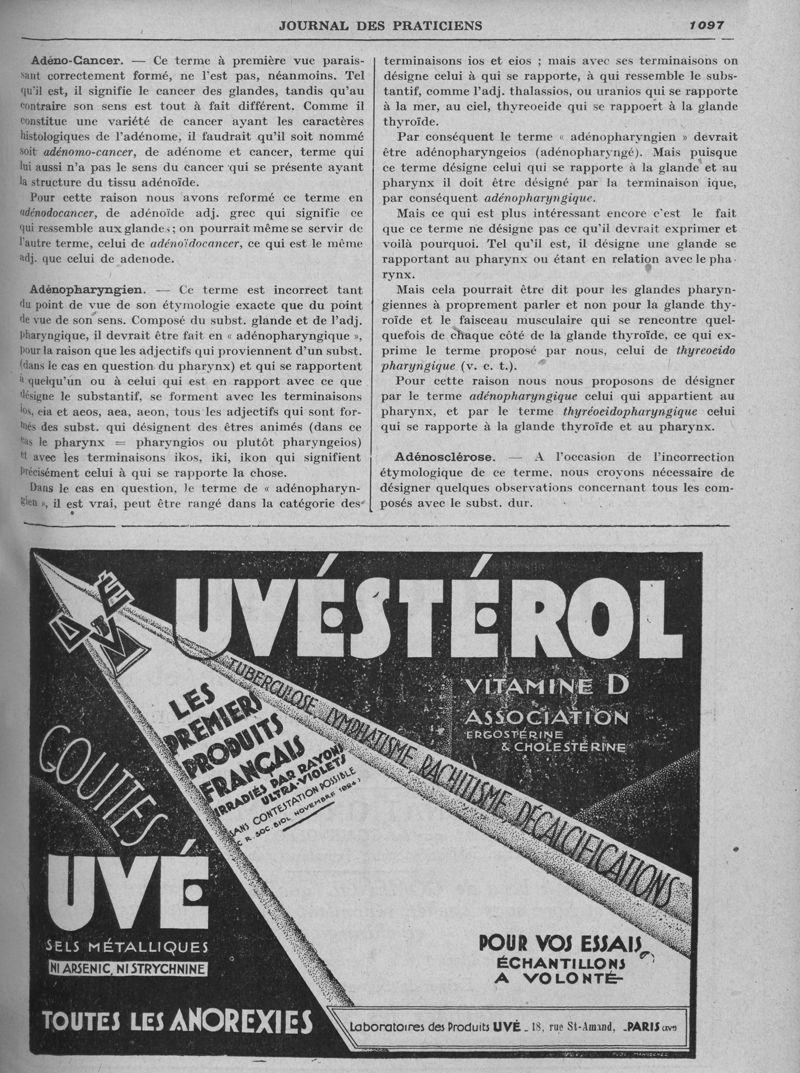 JOURNAL DES PRATICIENS
1097
Adéno-Cancer. — Ce terme à première vue parais-
sant correctement formé, ne l'est pas, néanmoins. Tel
qu'il est, il signifie le cancer des glandes, tandis qu'au
contraire son sens est tout à fait différent. Comme il
constitue une variété de cancer ayant les caractères
histologiques de l'adénome, il faudrait qu'il soit nommé
soit adénomo-cancer, de adénome et cancer, terme qui
lui aussi n'a pas le sens du cancer qui se présente ayant
la structure du tissu adénoïde.
Pour cette raison nous avons reformé ce terme en
adénodocancer, de adénoïde adj. grec qui signifie ce
qui ressemble aux glandes ; on pourrait même se servir de
l'autre terme, celui de adénoïdocancer, ce qui est le même
adj. que celui de adenode.
Adénopharyngien. — Ce terme est incorrect tant
du point de vue de son étymologie exacte que du point
de vue de son sens. Composé du subst. glande et de l'adj.
pharyngique, il devrait être fait en « adénopharyngique »,
pour la raison que les adjectifs qui proviennent d'un subst.
(dans le cas en question du pharynx) et qui se rapportent
à quelqu'un ou à celui qui est en rapport avec ce que
désigne le substantif, se forment avec les terminaisons
ios, eia et aeos, aea, aeon, tous les adjectifs qui sont for-
més des subst. qui désignent des êtres animés (dans ce
cas le pharynx = pharyngios ou plutôt pharyngeios)
et avec les terminaisons ikos, iki, ikon qui signifient
précisément celui à qui se rapporte la chose.
Dans le cas en question, le terme de « adénopharyn-
gien », il est vrai, peut être rangé dans la catégorie des
terminaisons ios et eios ; mais avec ses terminaisons on
désigne celui à qui se rapporte, à qui ressemble le subs-
tantif, comme l'adj. thalassios, ou uranios qui se rapporte
à la mer, au ciel, thyreoeide qui se rappoert à la glande
thyroïde.
Par conséquent le terme « adénopharyngien » devrait
être adénopharyngeios (adénopharyngé). Mais puisque
ce terme désigne celui qui se rapporte à la glande et au
pharynx il doit être désigné par la terminaison ique,
par conséquent adénopharyngique.
Mais ce qui est plus intéressant encore c'est le fait
que ce terme ne désigne pas ce qu'il devrait exprimer et
voilà pourquoi. Tel qu'il est, il désigne une glande se
rapportant au pharynx ou étant en relation avec le pha-
rynx.
Mais cela pourrait être dit pour les glandes pharyn-
giennes à proprement parler et non pour la glande thy-
roïde et le faisceau musculaire qui se rencontre quel-
quefois de chaque côté de la glande thyroïde, ce qui ex-
prime le terme proposé par nous, celui de thyreoeido
pharyngique (v. c. t.).
Pour cette raison nous nous proposons de désigner
par le terme adénopharyngique celui qui appartient au
pharynx, et par le terme thyréoeidopharyngique celui
qui se rapporte à la glande thyroïde et au pharynx.
Adénosclérose. — A l'occasion de l'incorrection
étymologique de ce terme, nous croyons nécessaire de
désigner quelques observations concernant tous les com-
posés avec le subst. dur.
UVÉSTÉROL
VITAMINE D
ASSOCIATION
ERGOSTÉRINE
& CHOLESTÉRINE
TUBERCULOSE, LYMPHATISME, RACHITISME, DÉCALCIFICATIONS
LES
PREMIERS
PRODUITS
FRANÇAIS
IRRADIÉS PAR RAYONS
ULTRA-VIOLETS
SANS CONTESTATION POSSIBLE
(C. R. SOC BIOL NOVEMBRE 1924)
GOUTTES
UVÉ
SELS MÉTALLIQUES
NI ARSENIC, NI STRYCHNINE
TOUTES LES ANOREXIES
POUR VOS ESSAIS
ÉCHANTILLONS
A VOLONTÉ
Laboratoires des Produits UVÉ - 18, rue St-Amand, - PARIS